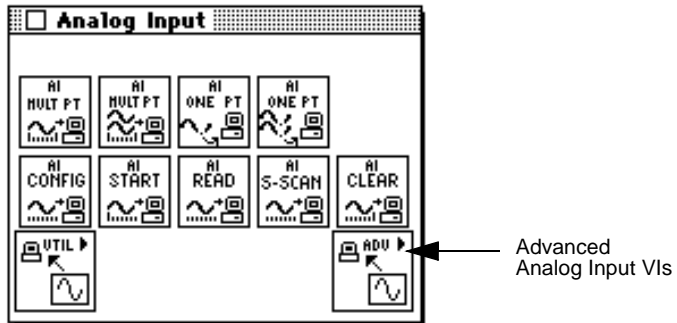 Analog Input
AI
MULT PT
AI
MULT PT
AI
ONE PT
AI
ONE PT
AI
CONFIG
AI
START
AI
READ
AI
S-SCAN
AI
CLEAR
UTIL
ADV
Advanced
Analog Input VIs